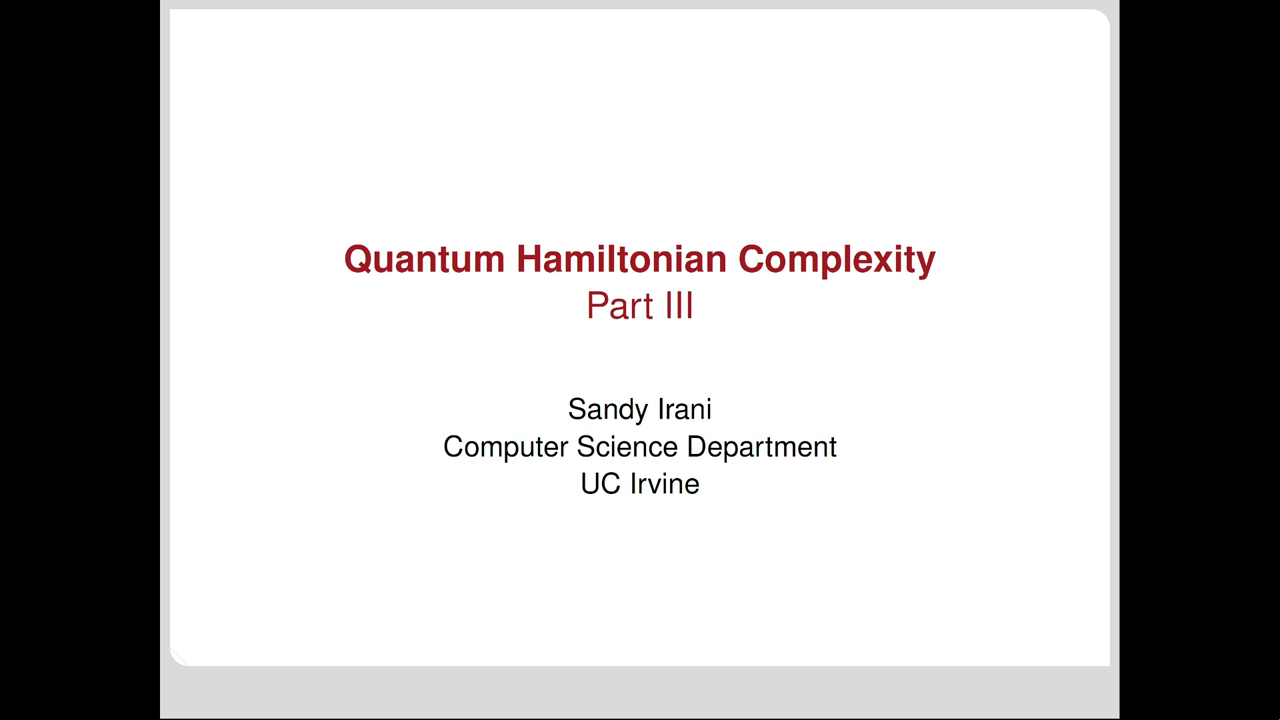 Quantum Hamiltonian Complexity
Part III
Sandy Irani
Computer Science Department
UC Irvine